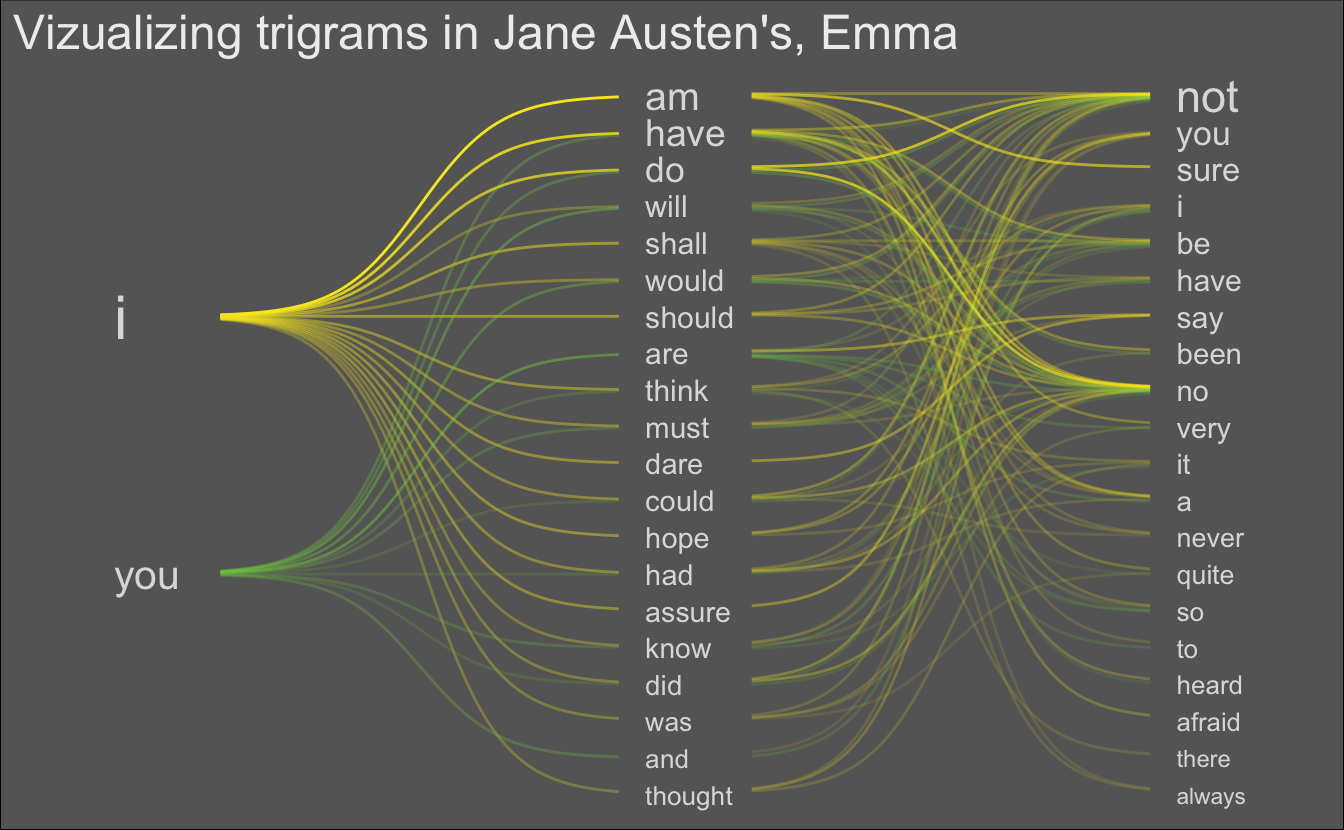 Vizualizing trigrams in Jane Austen's, Emma
i
you
am
have
do
will
shall
would
should
are
think
must
dare
could
hope
had
assure
know
did
was
and
thought
not
you
sure
i
be
have
say
been
no
very
it
a
never
quite
so
to
heard
afraid
there
always